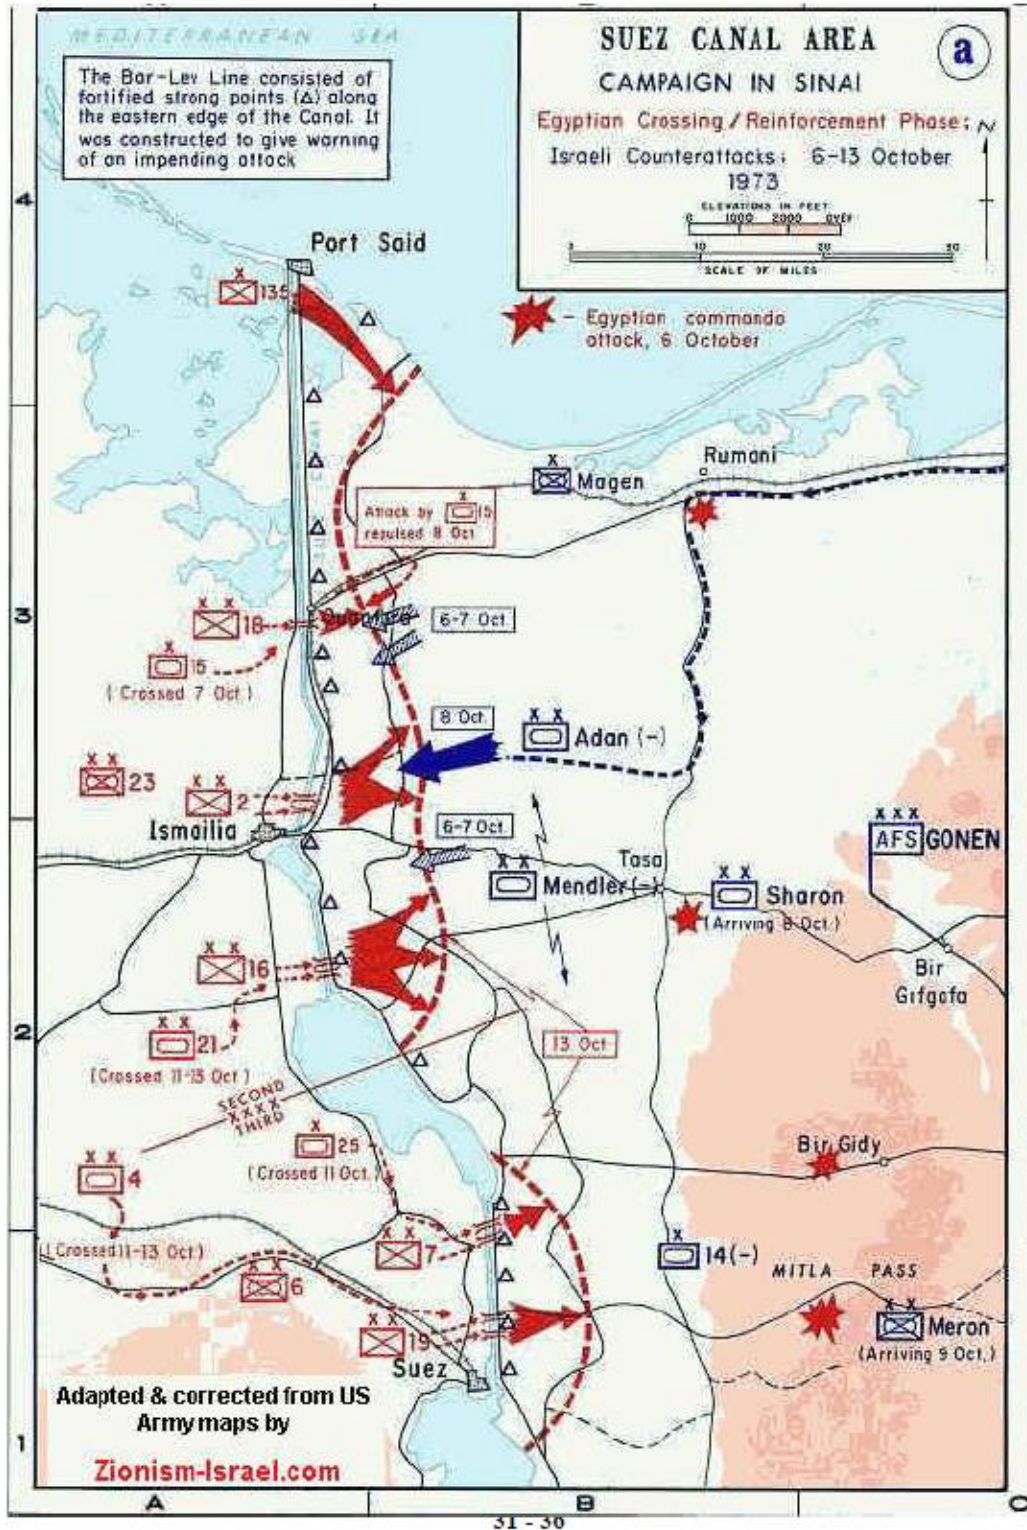 MEDITERRANEAN SEA
The Bar-Lev Line consisted of
fortified strong points (△) along
the eastern edge of the Canal. It
was constructed to give warning
of an impending attack
SUEZ CANAL AREA
a
CAMPAIGN IN SINAI
Egyptian Crossing / Reinforcement Phase;
N
Israeli Counterattacks: 6-13 October
1973
ELEVATIONS IN FEET
0 1000 2000 OVER
10 20 30
SCALE OF MILES
- Egyptian commando
attack, 6 October
4
Port Said
X
135
Rumani
X
Magen
X
Attack by 15
repulsed 8 Oct
3
X X
18
6-7 Oct.
X X
15
(Crossed 7 Oct.)
8 Oct.
X X
Adan (-)
X X
23
X X
2
Ismailia
6-7 Oct.
X X
Mendler (-)
Tasa
X X
Sharon
(Arriving 8 Oct.)
X X X
AFS GONEN
Bir
Gifgafa
X X
16
2
X X
21
(Crossed 11-13 Oct.)
13 Oct
SECOND
XXXX
THIRD
X
25
(Crossed 11 Oct.)
X X
4
(Crossed 11-13 Oct)
Bir Gidy
X X
7
X
14 (-)
X X
6
MITLA PASS
X X
19
X X
Meron
(Arriving 9 Oct.)
Suez
Adapted & corrected from US
Army maps by
Zionism-Israel.com
1
A B C
31 - 36